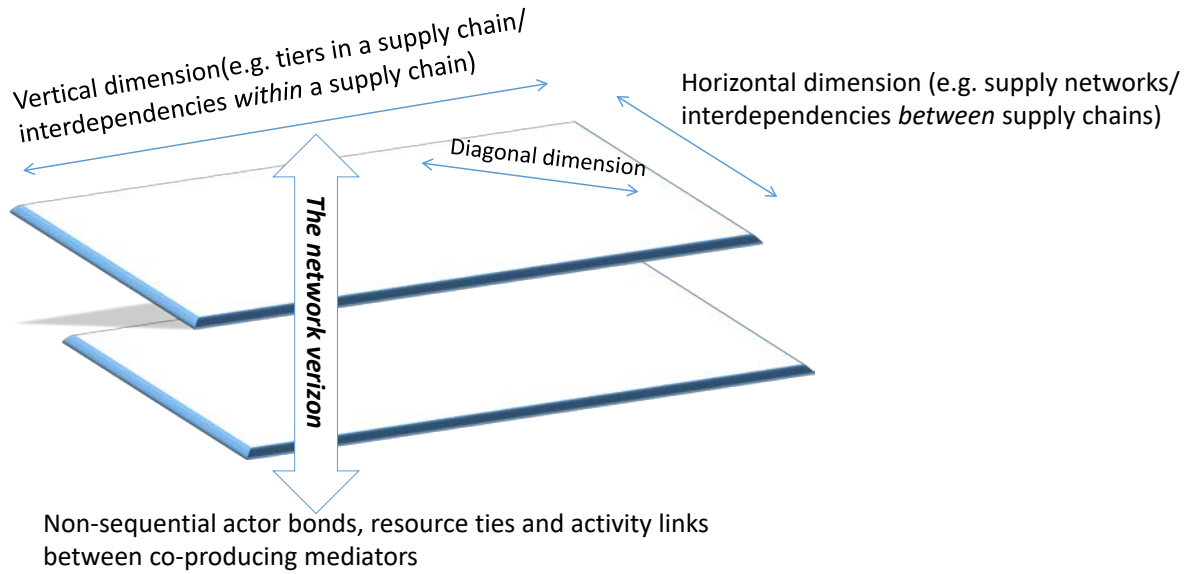 Vertical dimension(e.g. tiers in a supply chain/
interdependencies within a supply chain)
Horizontal dimension (e.g. supply networks/
interdependencies between supply chains)
Diagonal dimension
The network verizon
Non-sequential actor bonds, resource ties and activity links
between co-producing mediators